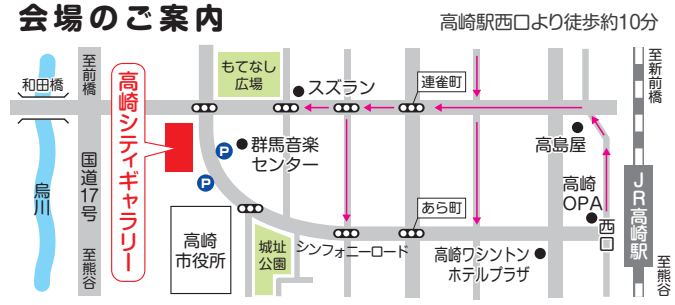 会場のご案内
高崎駅西口より徒歩約10分
至前橋
もてなし
広場
スズラン
連雀町
至新前橋
和田橋
高崎シティギャラリー
P
群馬音楽
センター
高島屋
国道17号
P
高崎
OPA
JR高崎駅
烏川
あら町
西口
高崎
市役所
城址
公園
シンフォニーロード
高崎ワシントン
ホテルプラザ
至熊谷
至熊谷